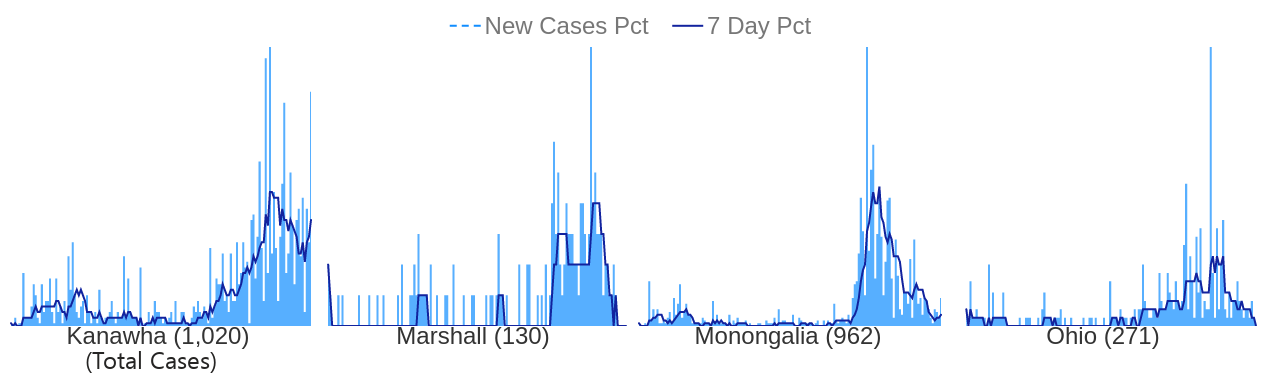 New Cases Pct 7 Day Pct
Kanawha (1,020) Marshall (130) Monongalia (962) Ohio (271)
(Total Cases)